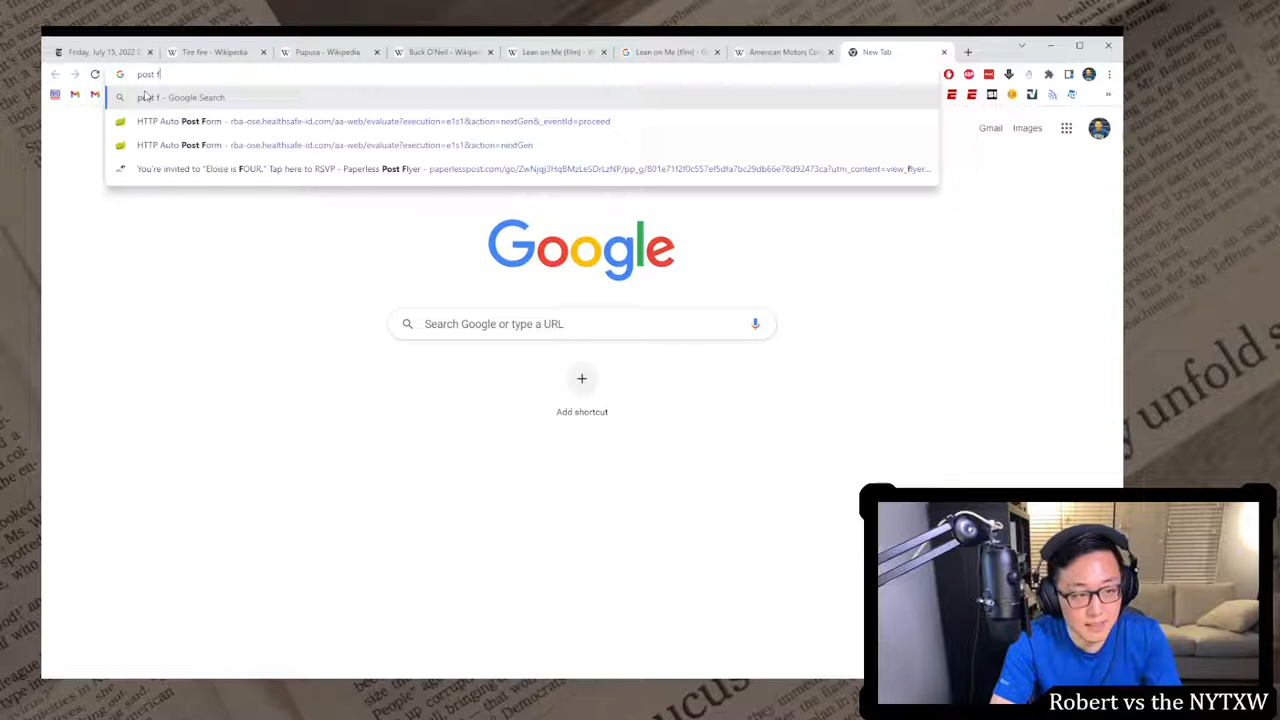 Friday, July 15, 2022
Tire fire - Wikipedia
Pupusa - Wikipedia
Buck O'Neil - Wikiped
Lean on Me (film) - W
Lean on Me (film) - G
American Motors Con
New Tab
post f
post f - Google Search
HTTP Auto Post Form - rba-ose.healthsafe-id.com/aa-web/evaluate?execution=e1s1&action=nextGen&_eventId=proceed
HTTP Auto Post Form - rba-ose.healthsafe-id.com/aa-web/evaluate?execution=e1s1&action=nextGen
You're invited to "Eloise is FOUR." Tap here to RSVP - Paperless Post Flyer -
Gmail Images
Google
Search Google or type a URL
Add shortcut
y unfold s
Robert vs the NYTXW